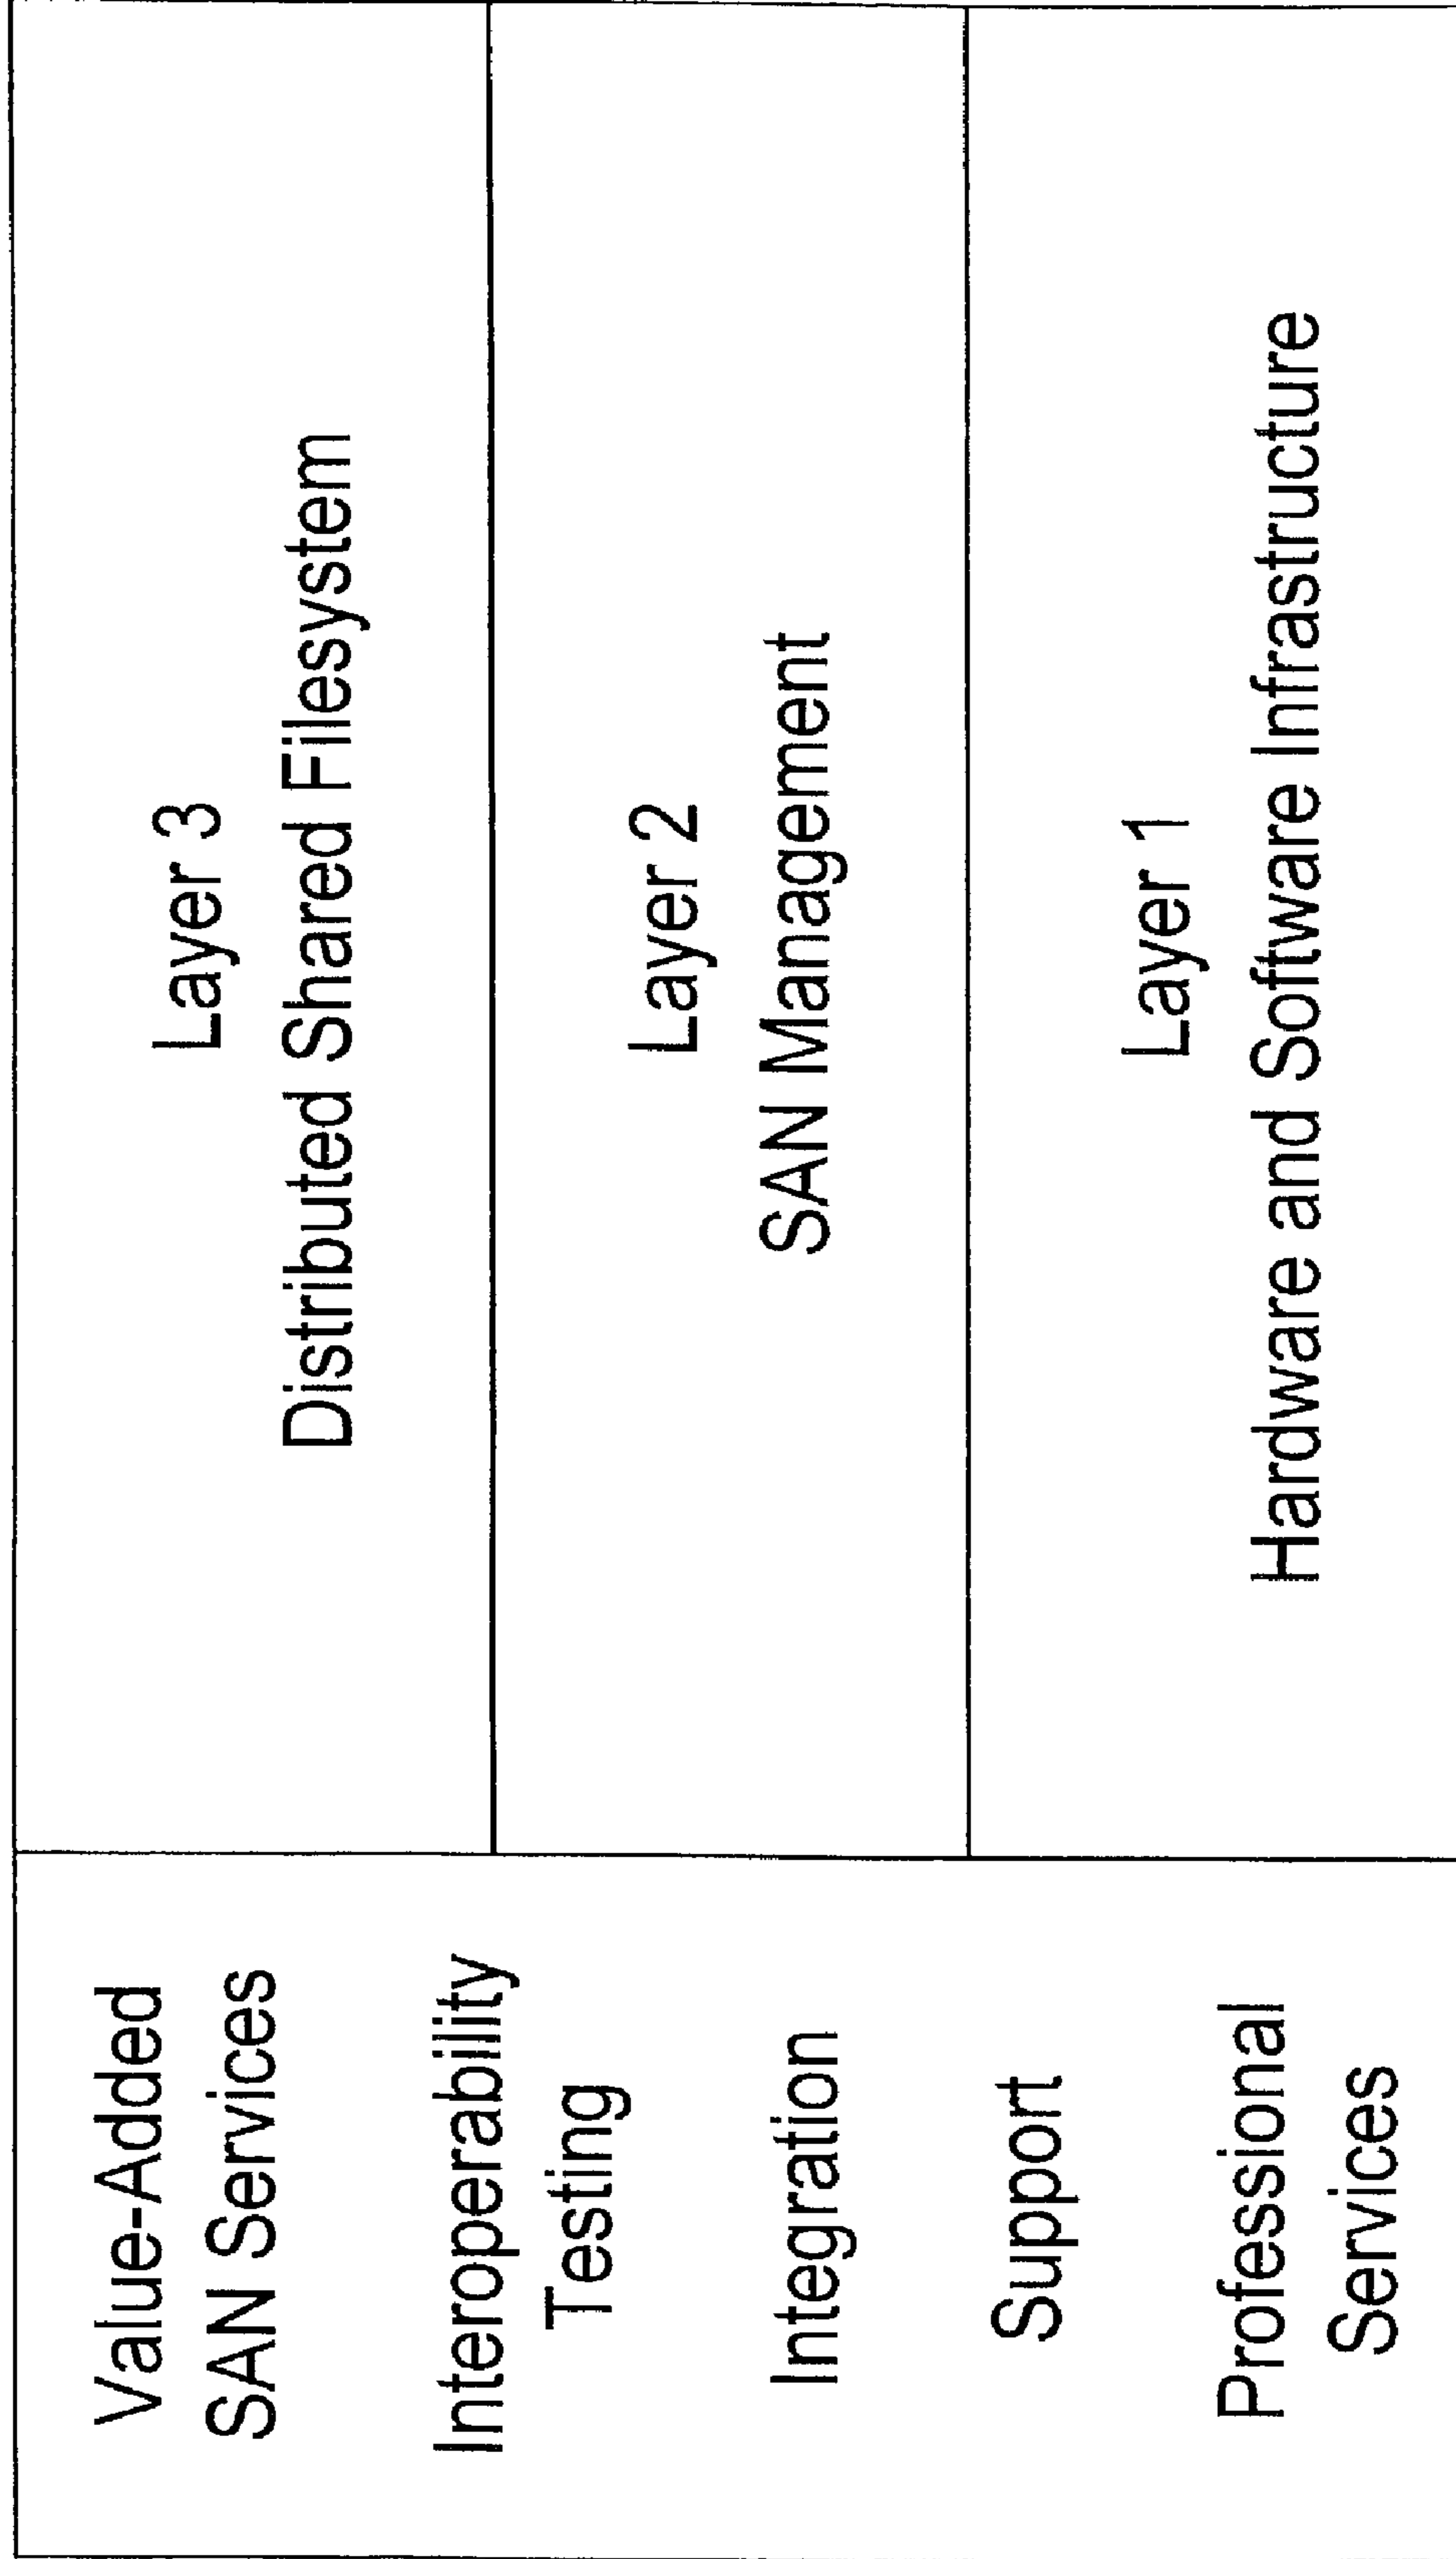 Value-Added
SAN Services
Interoperability
Testing
Integration
Support
Professional
Services
Layer 3
Distributed Shared Filesystem
Layer 2
SAN Management
Layer 1
Hardware and Software Infrastructure